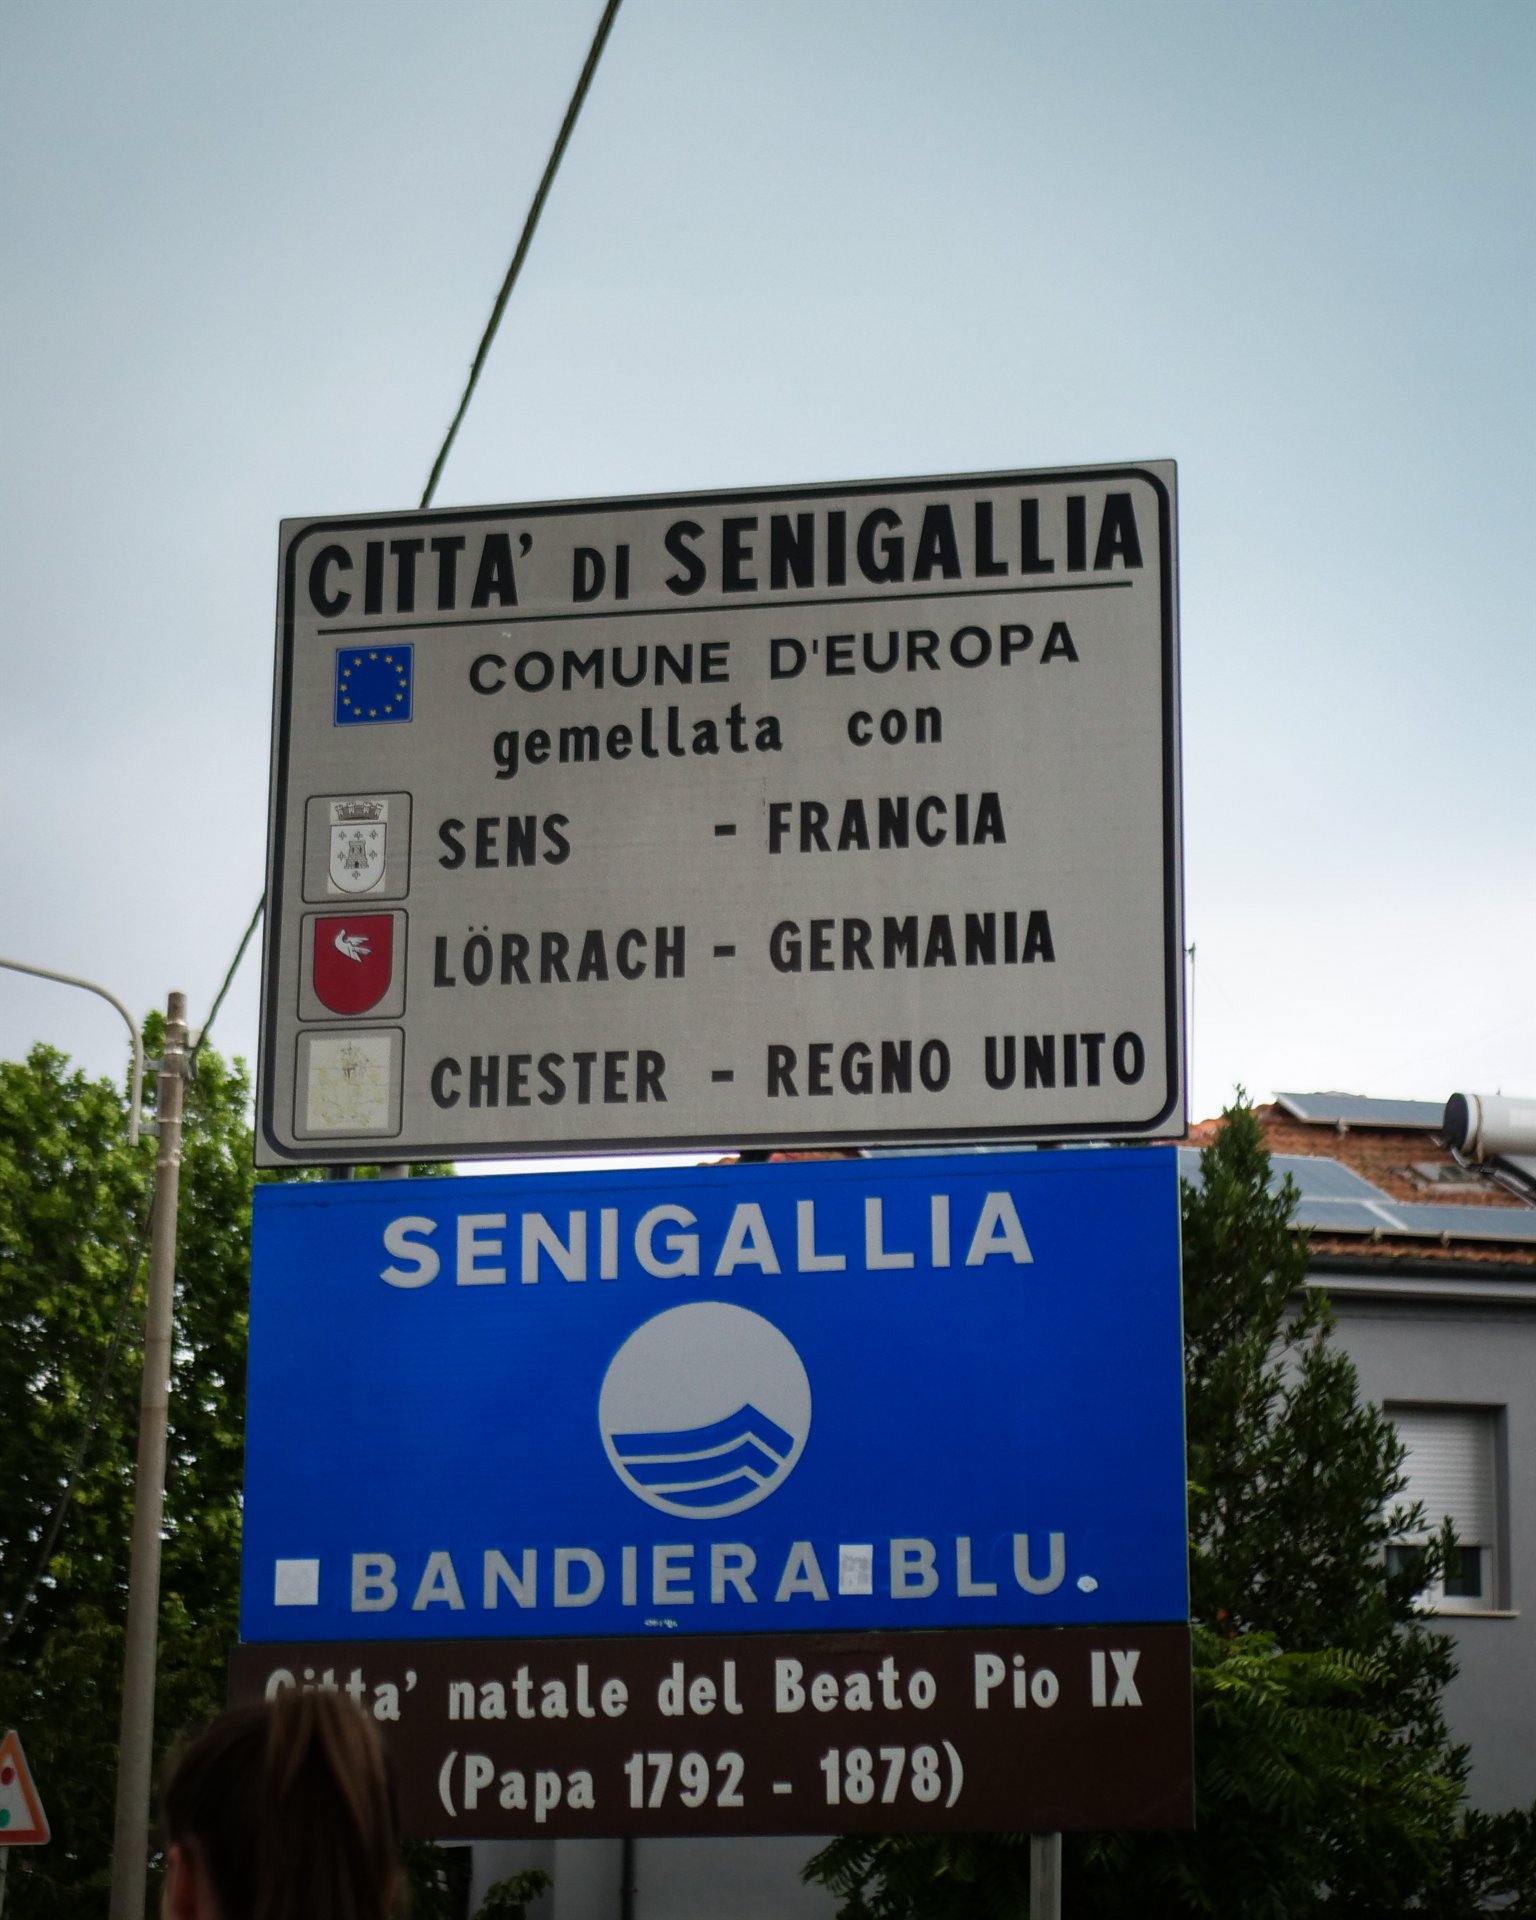 CITTA' DI SENIGALLIA
COMUNE D'EUROPA
gemellata con
SENS - FRANCIA
LÖRRACH - GERMANIA
CHESTER - REGNO UNITO
SENIGALLIA
BANDIERA BLU.
Citta' natale del Beato Pio IX
(Papa 1792 - 1878)